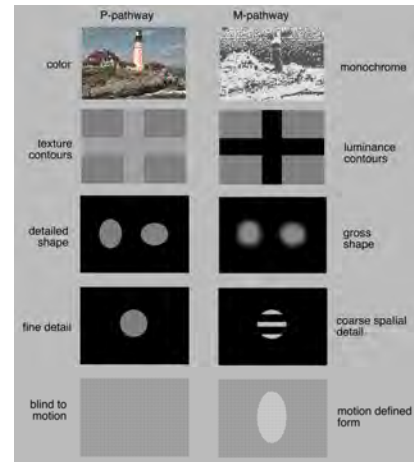 P-pathway
M-pathway
color
monochrome
texture
contours
luminance
contours
detailed
shape
gross
shape
fine detail
coarse spatial
detail
blind to
motion
motion defined
form